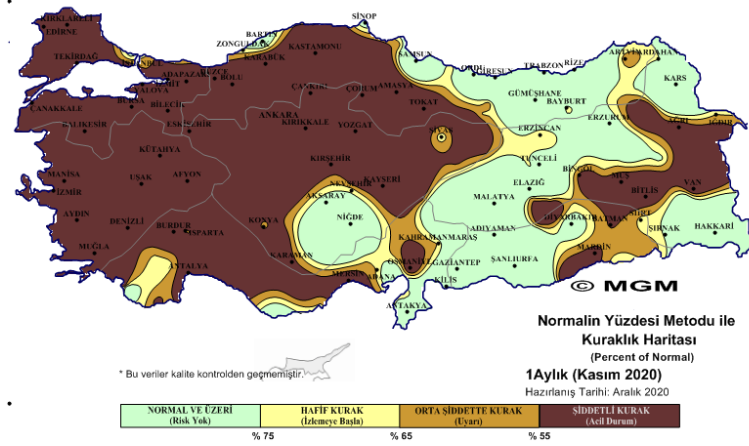 SİNOP
KIRKLARELİ
EDİRNE
BARTIN
ZONGULDAK
KASTAMONU
KARABÜK
TEKİRDAĞ
İSTANBUL
SAMSUN
ORDU
GİRESUN
TRABZON
RİZE
ARTVİN
ARDAHAN
DÜZCE
ADAPAZARI
İZMİT
YALOVA
BOLU
KARS
ÇANKIRI
ÇORUM
AMASYA
GÜMÜŞHANE
BAYBURT
ÇANAKKALE
BURSA
BİLECİK
TOKAT
BALIKESİR
ESKİŞEHİR
ANKARA
KIRIKKALE
YOZGAT
SİVAS
ERZİNCAN
ERZURUM
AĞRI
IĞDIR
KÜTAHYA
KIRŞEHİR
TUNCELİ
MANİSA
UŞAK
AFYON
NEVŞEHİR
KAYSERİ
ELAZIĞ
BİNGÖL
MUŞ
BİTLİS
VAN
İZMİR
AKSARAY
MALATYA
AYDIN
DENİZLİ
BURDUR
ISPARTA
KONYA
NİĞDE
KAHRAMANMARAŞ
ADIYAMAN
DİYARBAKIR
BATMAN
SİİRT
ŞIRNAK
HAKKARİ
MUĞLA
ANTALYA
KARAMAN
MERSİN
ADANA
OSMANİYE
GAZİANTEP
ŞANLIURFA
MARDİN
KİLİS
ANTAKYA
© MGM
Normalin Yüzdesi Metodu ile
Kuraklık Haritası
(Percent of Normal)
1Aylık (Kasım 2020)
Hazırlanış Tarihi: Aralık 2020
* Bu veriler kalite kontrolden geçmemiştir.
NORMAL VE ÜZERİ
(Risk Yok)
HAFİF KURAK
(İzlemeye Başla)
ORTA ŞİDDETTE KURAK
(Uyarı)
ŞİDDETLİ KURAK
(Acil Durum)
% 75
% 65
% 55